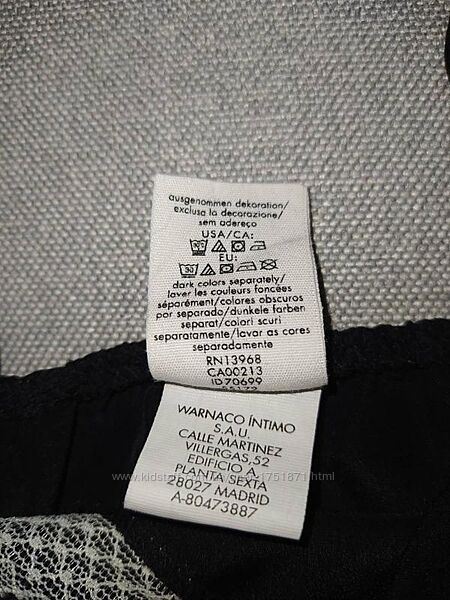 ausgenommen dekoration/
exclusa la decorazione/
sem adereço
USA/CA:
EU:
dark colors separately/
laver les couleurs foncées
séparément/colores obscuros
por separado/dunkele farben
separat/colori scuri
separatamente/lavar as cores
separadamente
RN13968
CA00213
ID70699
WARNACO ÍNTIMO
S.A.U.
CALLE MARTINEZ
VILLERGAS,52
EDIFICIO A
PLANTA SEXTA
28027 MADRID
A-80473887